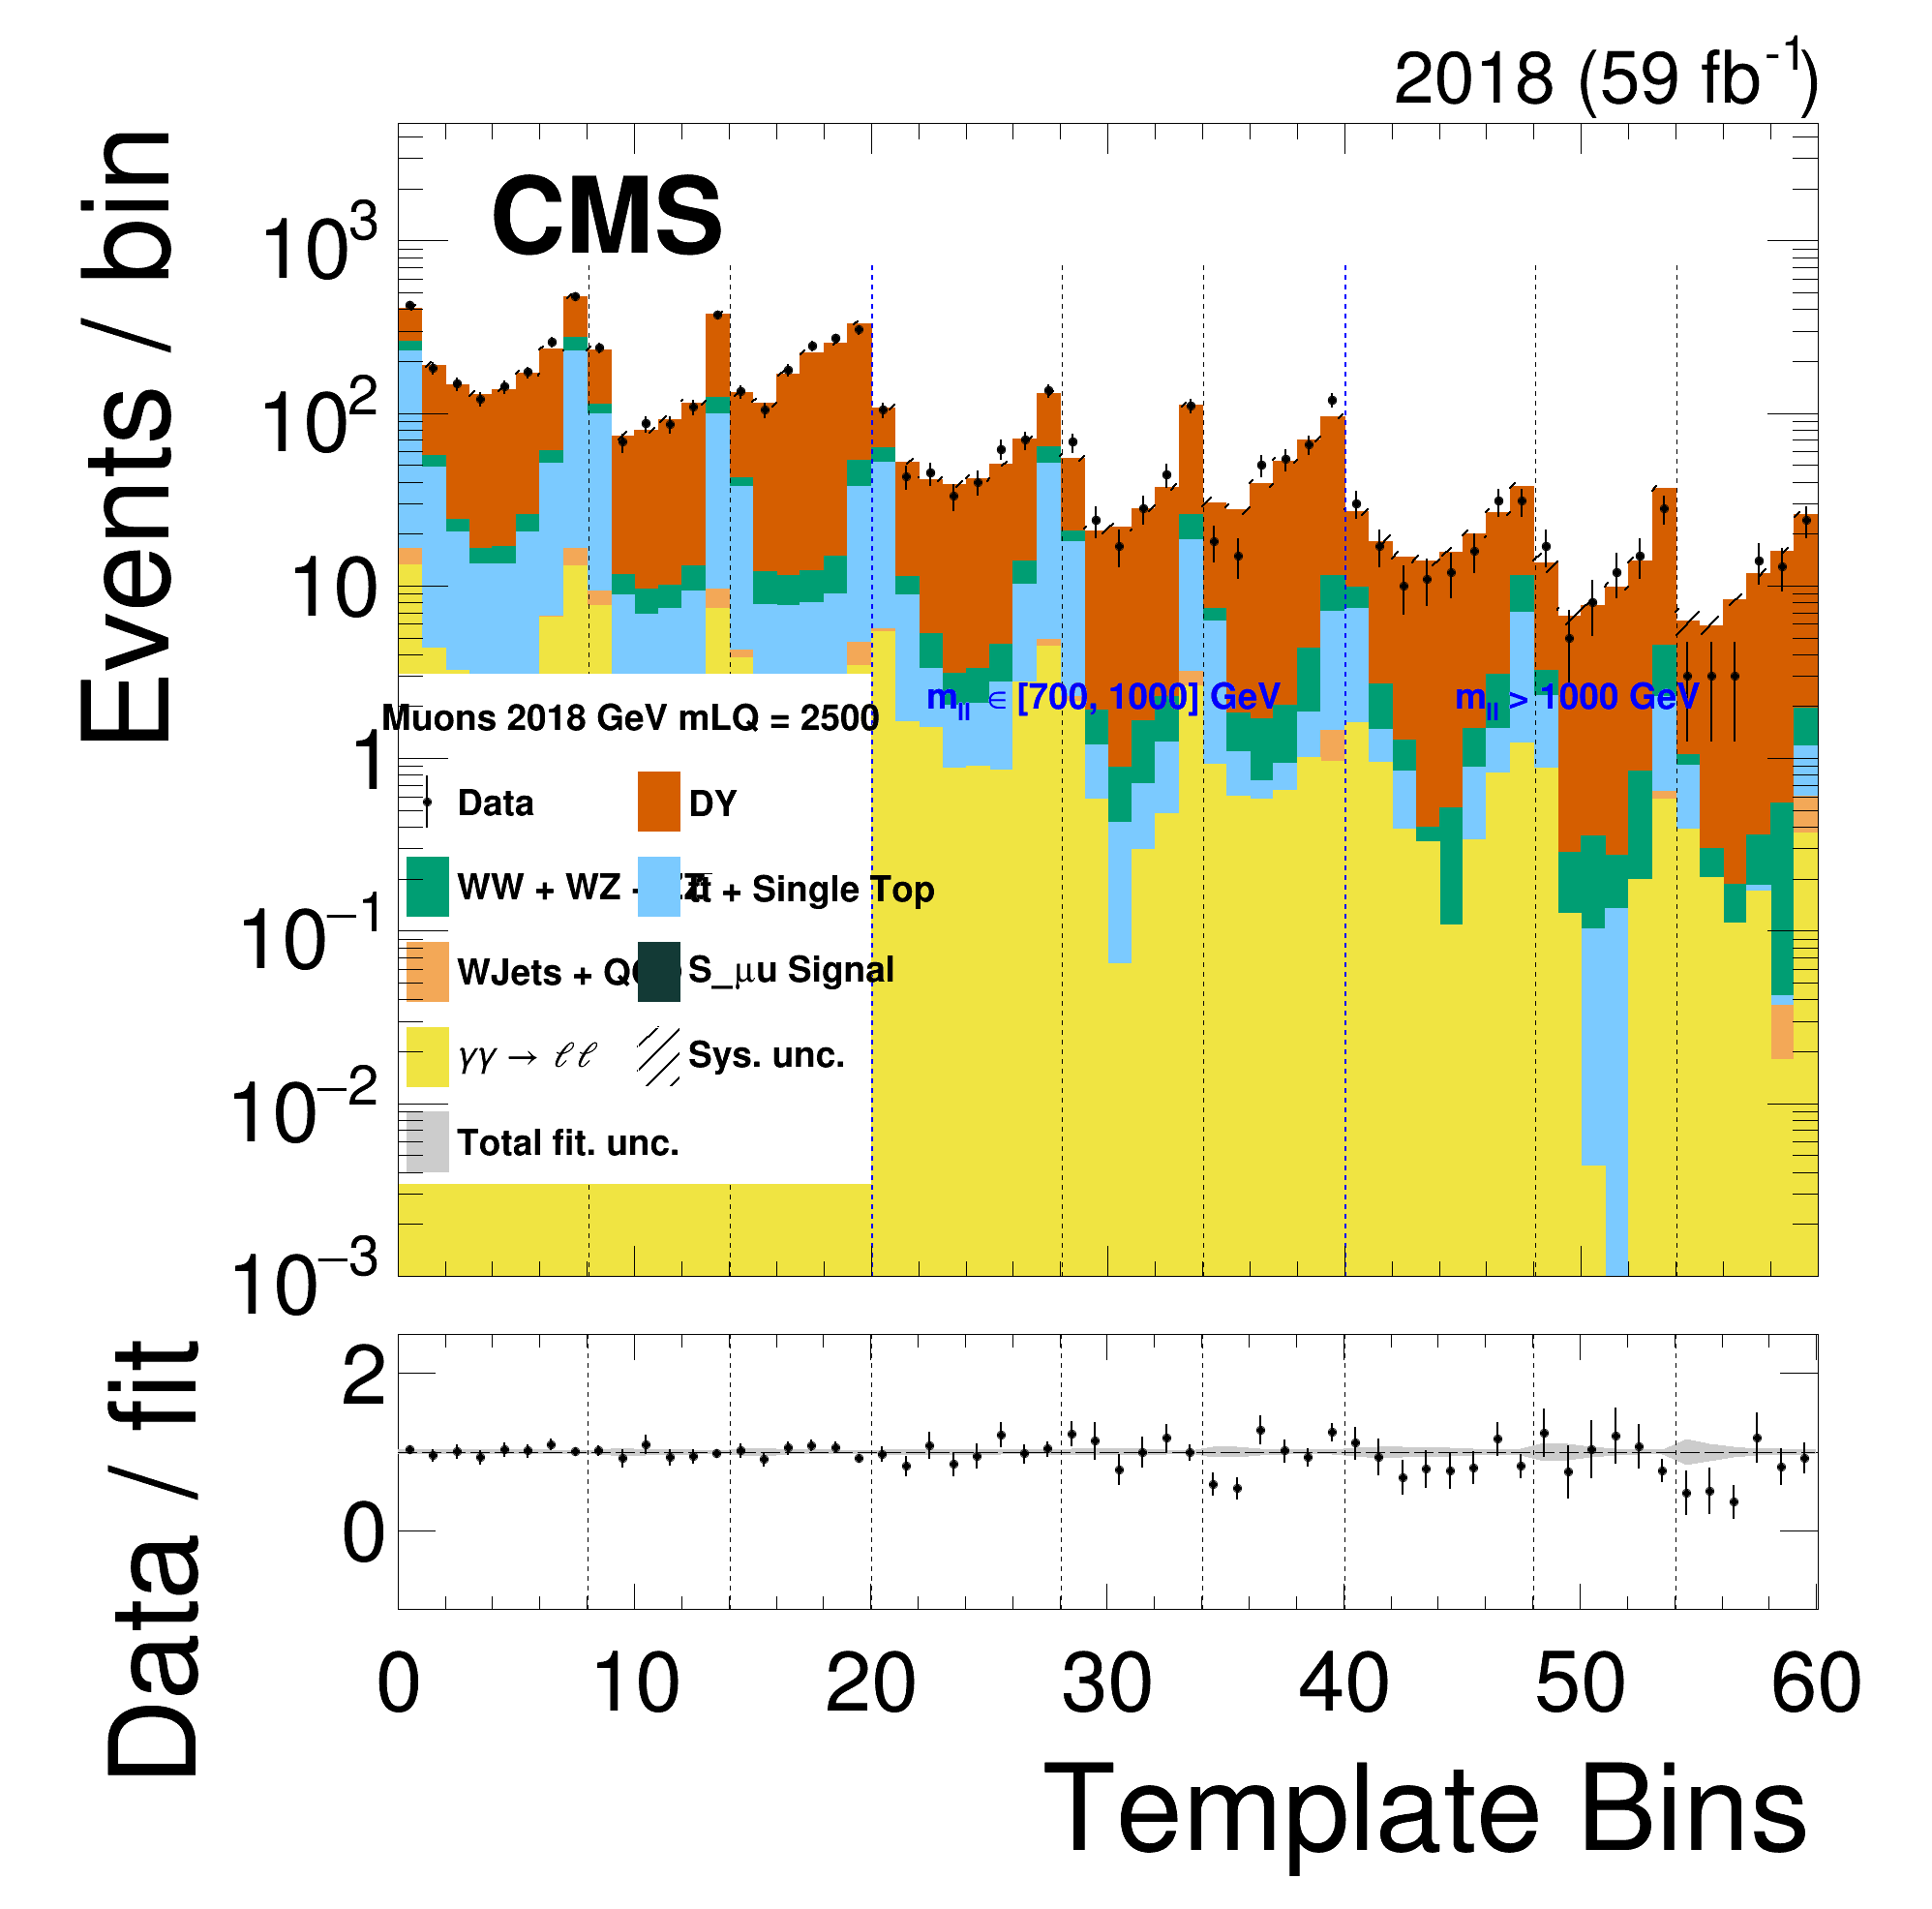 2018 (59 fb-1)
CMS
Events / bin
10^3
10^2
10
1
10^−1
10^−2
10^−3
m_ll ∈ [700, 1000] GeV
m_ll > 1000 GeV
Muons 2018 GeV mLQ = 2500
Data
DY
WW + WZ
tt̄ + Single Top
WJets +
S_μu Signal
γγ → ℓℓ
Sys. unc.
Total fit. unc.
Data / fit
2
0
0 10 20 30 40 50 60
Template Bins